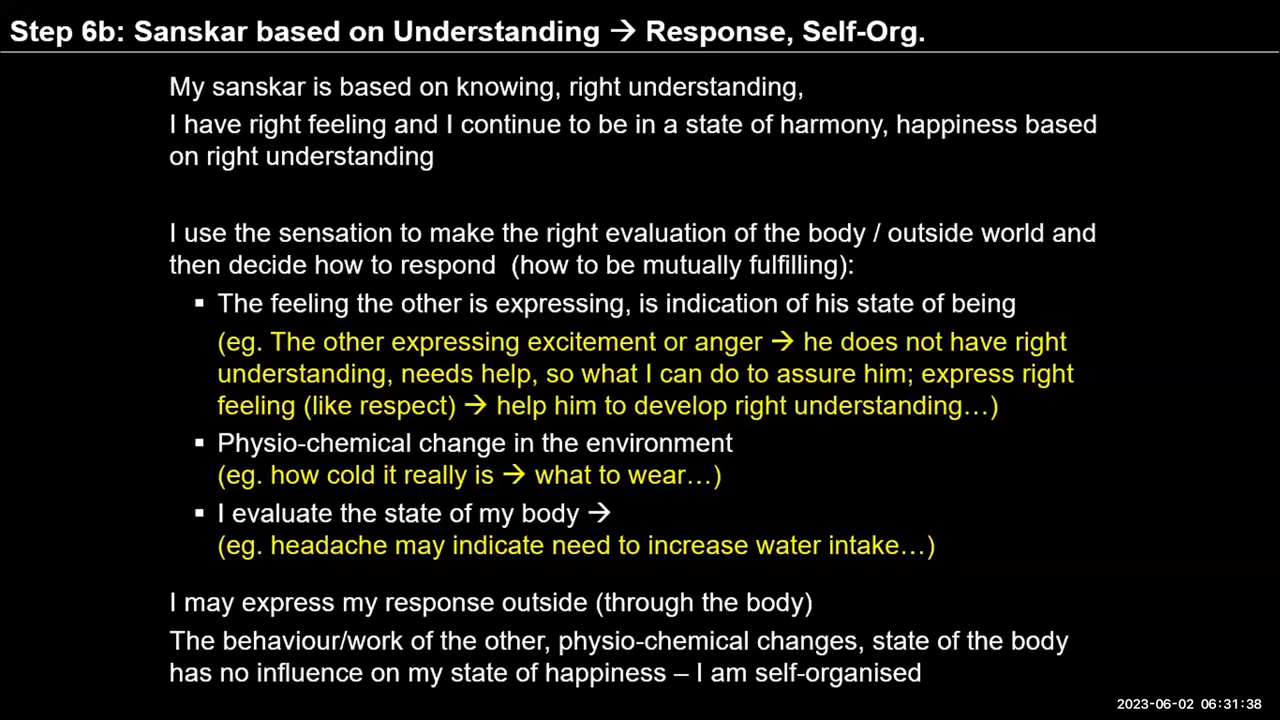 Step 6b: Sanskar based on Understanding → Response, Self-Org.
My sanskar is based on knowing, right understanding,
I have right feeling and I continue to be in a state of harmony, happiness based
on right understanding
I use the sensation to make the right evaluation of the body / outside world and
then decide how to respond  (how to be mutually fulfilling):
▪ The feeling the other is expressing, is indication of his state of being
(eg. The other expressing excitement or anger → he does not have right
understanding, needs help, so what I can do to assure him; express right
feeling (like respect) → help him to develop right understanding…)
▪ Physio-chemical change in the environment
(eg. how cold it really is → what to wear…)
▪ I evaluate the state of my body →
(eg. headache may indicate need to increase water intake…)
I may express my response outside (through the body)
The behaviour/work of the other, physio-chemical changes, state of the body
has no influence on my state of happiness – I am self-organised
2023-06-02 06:31:38